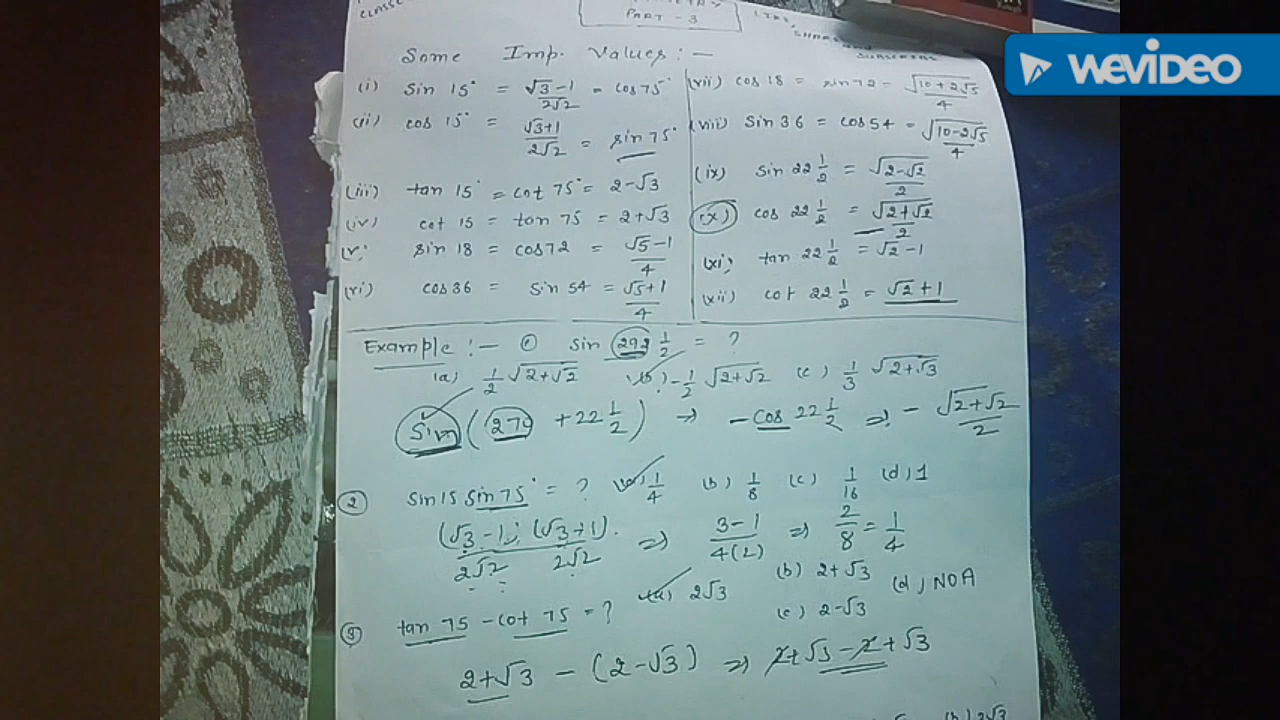 CLASSE
PART - 3
LIKE,
SHARE AND
SUBSCRIBE
WEVIDEO
Some Imp. Values :-
(i) sin 15° = √3-1/2√2 = cos 75°
(ii) cos 15° = √3+1/2√2 = sin 75°
(iii) tan 15° = cot 75° = 2-√3
(iv) cot 15 = tan 75 = 2+√3
(v) sin 18 = cos 72 = √5-1/4
(vi) cos 36 = sin 54 = √5+1/4
(vii) cos 18 = sin 72 = √10+2√5/4
(viii) sin 36 = cos 54 = √10-2√5/4
(ix) sin 22 1/2 = √2-√2/2
(x) cos 22 1/2 = √2+√2/2
(xi) tan 22 1/2 = √2-1
(xii) cot 22 1/2 = √2+1
Example :- ① sin 292 1/2 = ?
(a) 1/2 √2+√2 (b) -1/2 √2+√2 (c) 1/3 √2+√3
Sin (270 + 22 1/2) ⇒ -cos 22 1/2 ⇒ - √2+√2/2
② sin 15 sin 75° = ? (a) 1/4 (b) 1/8 (c) 1/16 (d) 1
(√3-1) (√3+1)/2√2 2√2 ⇒ 3-1/4(2) ⇒ 2/8 = 1/4
③ tan 75 - cot 75 = ? (a) 2√3 (b) 2+√3 (c) 2-√3 (d) NOA
2+√3 - (2-√3) ⇒ 2+√3-2+√3
(b) 2√3